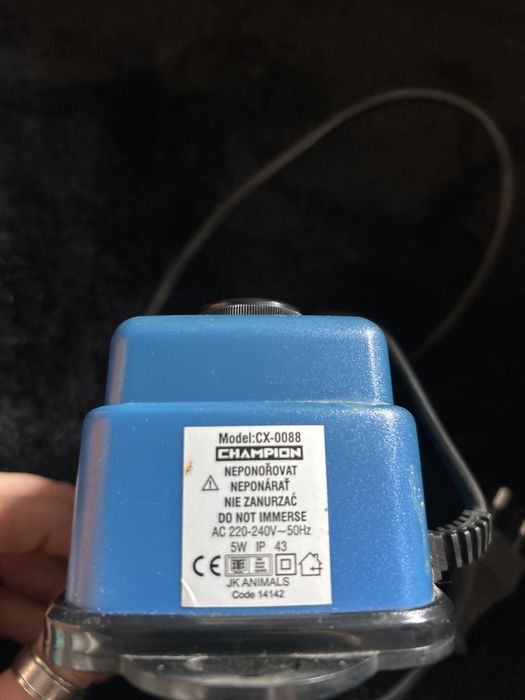 Model:CX-0088
CHAMPION
NEPONOŘOVAT
NEPONÁRAŤ
NIE ZANURZAĆ
DO NOT IMMERSE
AC 220-240V~50Hz
5W IP 43
CE
JK ANIMALS
Code 14142